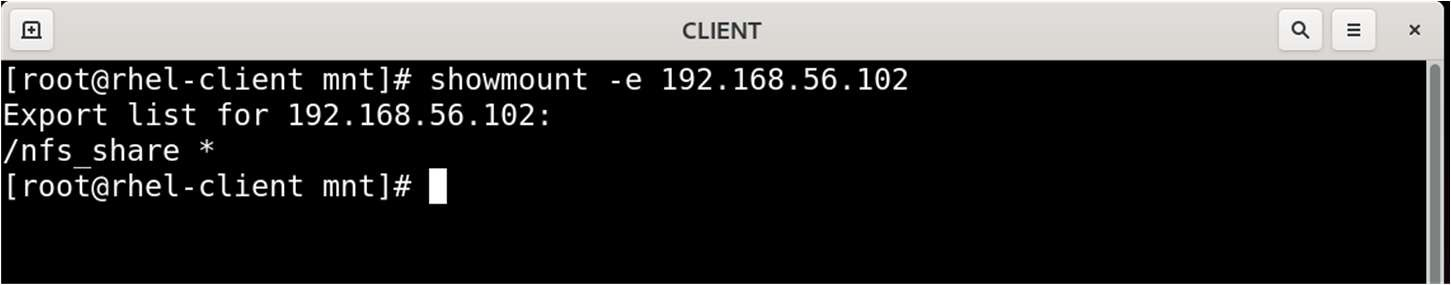 CLIENT
[root@rhel-client mnt]# showmount -e 192.168.56.102
Export list for 192.168.56.102:
/nfs_share *
[root@rhel-client mnt]#